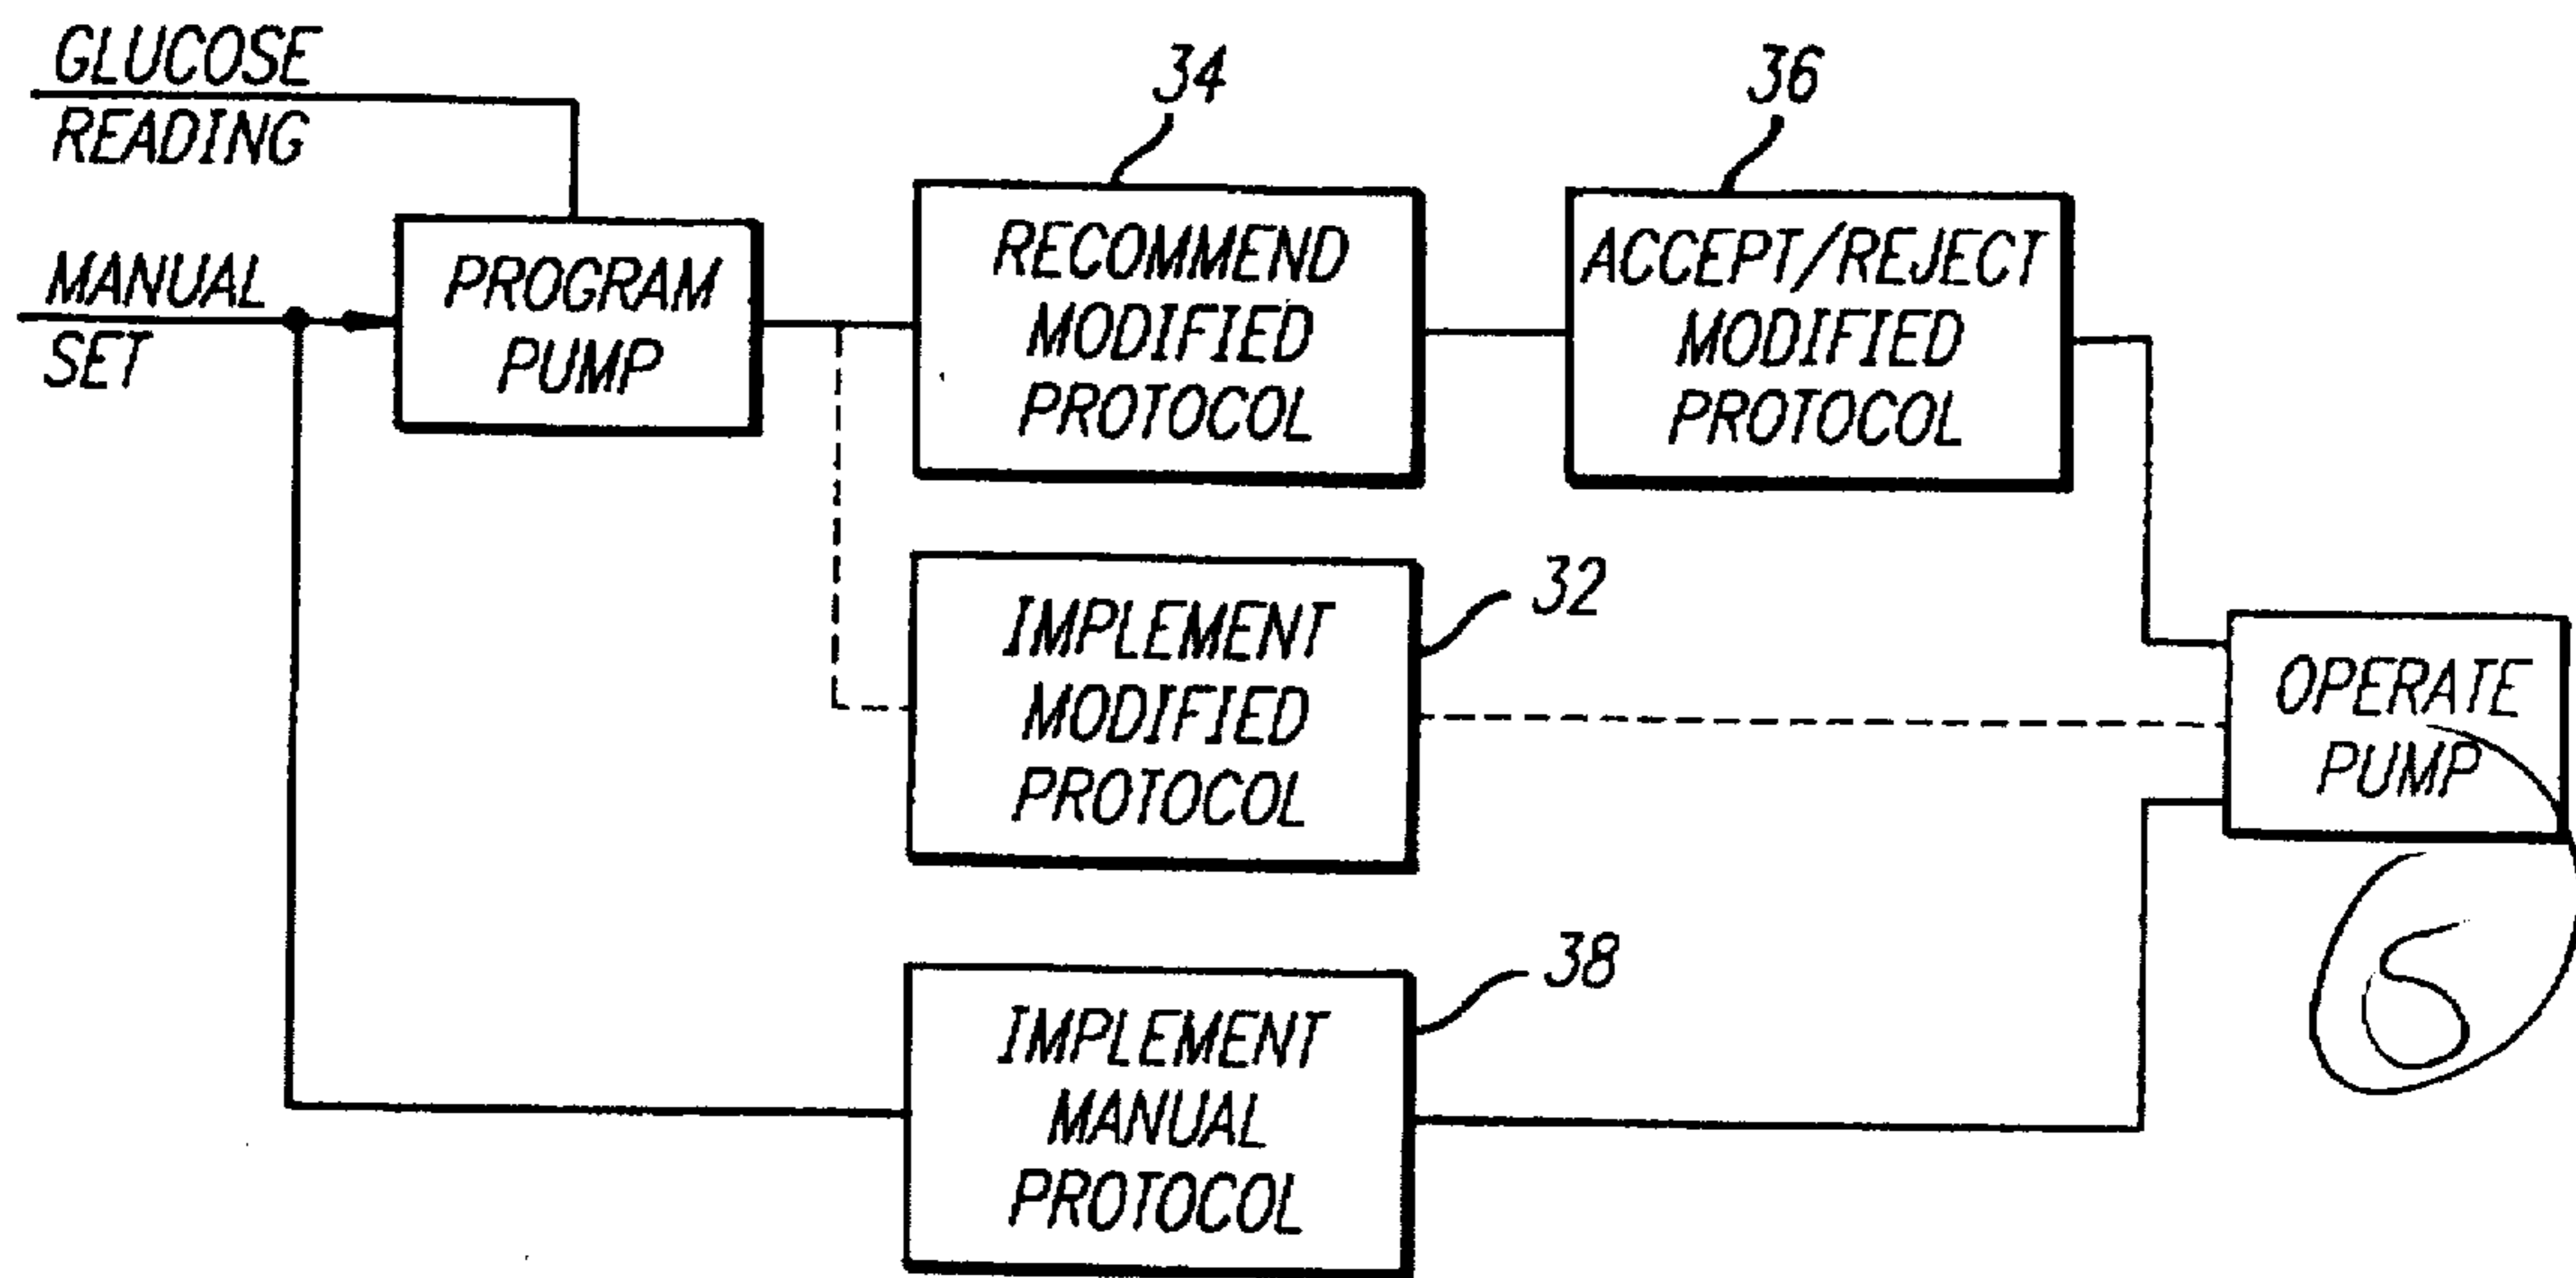 GLUCOSE
READING
MANUAL
SET
PROGRAM
PUMP
34
RECOMMEND
MODIFIED
PROTOCOL
36
ACCEPT/REJECT
MODIFIED
PROTOCOL
32
IMPLEMENT
MODIFIED
PROTOCOL
OPERATE
PUMP
38
IMPLEMENT
MANUAL
PROTOCOL